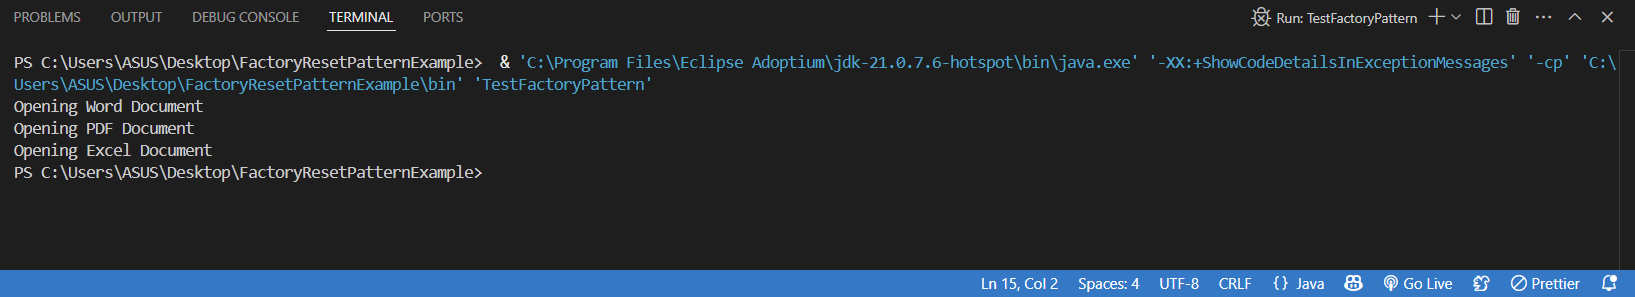 PROBLEMS OUTPUT DEBUG CONSOLE TERMINAL PORTS Run: TestFactoryPattern
PS C:\Users\ASUS\Desktop\FactoryResetPatternExample>  & 'C:\Program Files\Eclipse Adoptium\jdk-21.0.7.6-hotspot\bin\java.exe' '-XX:+ShowCodeDetailsInExceptionMessages' '-cp' 'C:\
Users\ASUS\Desktop\FactoryResetPatternExample\bin' 'TestFactoryPattern'
Opening Word Document
Opening PDF Document
Opening Excel Document
PS C:\Users\ASUS\Desktop\FactoryResetPatternExample>
Ln 15, Col 2 Spaces: 4 UTF-8 CRLF {} Java Go Live Prettier